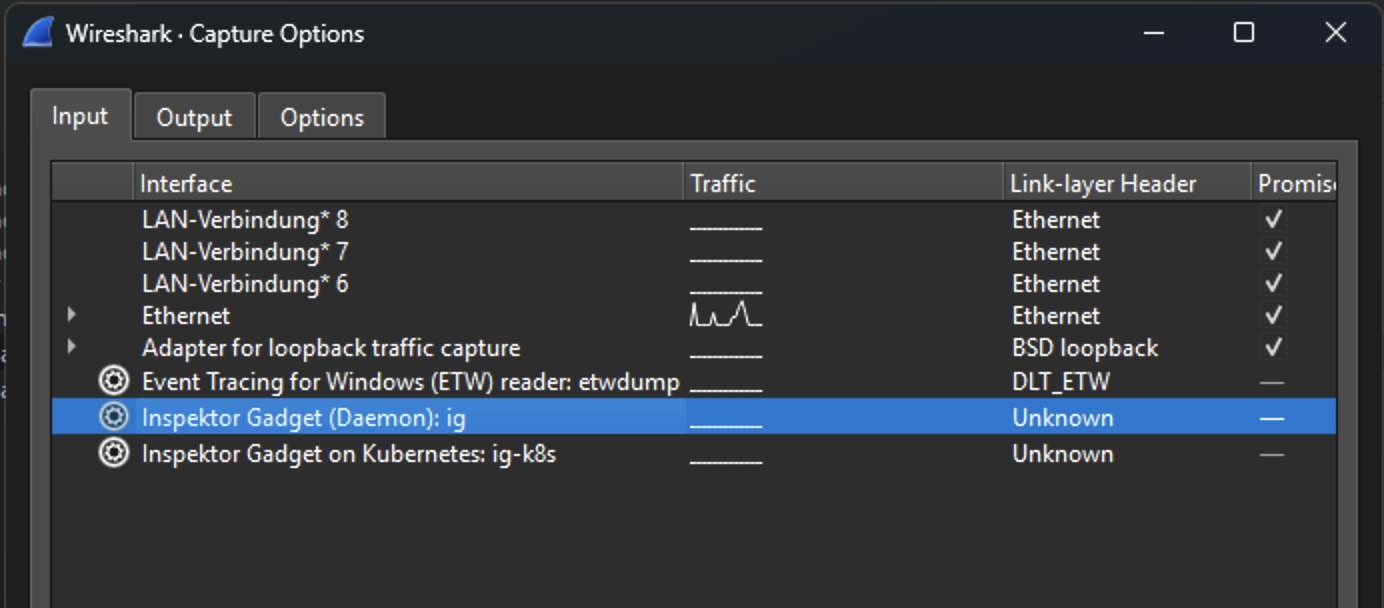 Wireshark · Capture Options
Input Output Options
Interface Traffic Link-layer Header Promisc
LAN-Verbindung* 8 Ethernet
LAN-Verbindung* 7 Ethernet
LAN-Verbindung* 6 Ethernet
Ethernet Ethernet
Adapter for loopback traffic capture BSD loopback
Event Tracing for Windows (ETW) reader: etwdump DLT_ETW
Inspektor Gadget (Daemon): ig Unknown
Inspektor Gadget on Kubernetes: ig-k8s Unknown